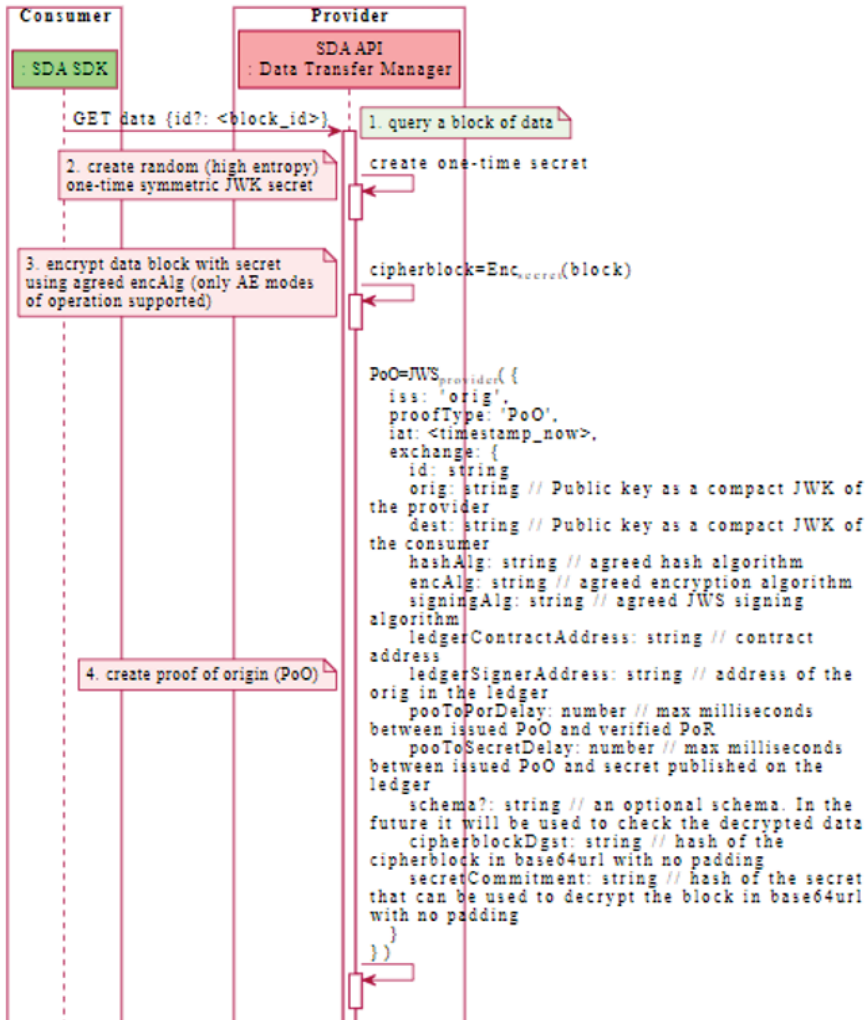 Consumer
Provider
: SDA SDK
SDA API
: Data Transfer Manager
GET data {id?: <block_id>}
1. query a block of data
2. create random (high entropy)
one-time symmetric JWK secret
create one-time secret
3. encrypt data block with secret
using agreed encAlg (only AE modes
of operation supported)
cipherblock=Enc_secret(block)
PoO=JWS_provider({
iss: 'orig',
proofType: 'PoO',
iat: <timestamp_now>,
exchange: {
id: string
orig: string // Public key as a compact JWK of
the provider
dest: string // Public key as a compact JWK of
the consumer
hashAlg: string // agreed hash algorithm
encAlg: string // agreed encryption algorithm
signingAlg: string // agreed JWS signing
algorithm
ledgerContractAddress: string // contract
address
4. create proof of origin (PoO)
ledgerSignerAddress: string // address of the
orig in the ledger
pooToPorDelay: number // max milliseconds
between issued PoO and verified PoR
pooToSecretDelay: number // max milliseconds
between issued PoO and secret published on the
ledger
schema?: string // an optional schema. In the
future it will be used to check the decrypted data
cipherblockDgst: string // hash of the
cipherblock in base64url with no padding
secretCommitment: string // hash of the secret
that can be used to decrypt the block in base64url
with no padding
}
})